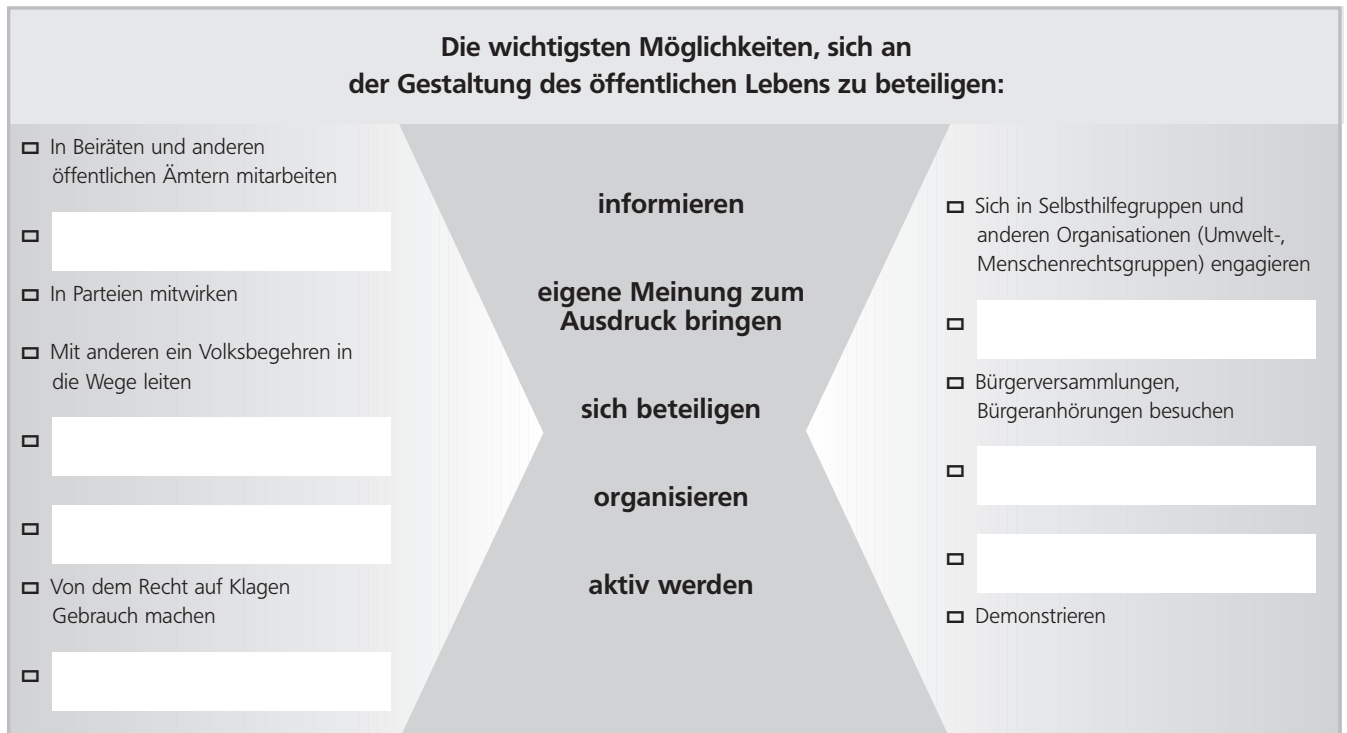 Die wichtigsten Möglichkeiten, sich an
der Gestaltung des öffentlichen Lebens zu beteiligen:
In Beiräten und anderen
öffentlichen Ämtern mitarbeiten
In Parteien mitwirken
Mit anderen ein Volksbegehren in
die Wege leiten
Von dem Recht auf Klagen
Gebrauch machen
informieren
eigene Meinung zum
Ausdruck bringen
sich beteiligen
organisieren
aktiv werden
Sich in Selbsthilfegruppen und
anderen Organisationen (Umwelt-,
Menschenrechtsgruppen) engagieren
Bürgerversammlungen,
Bürgeranhörungen besuchen
Demonstrieren